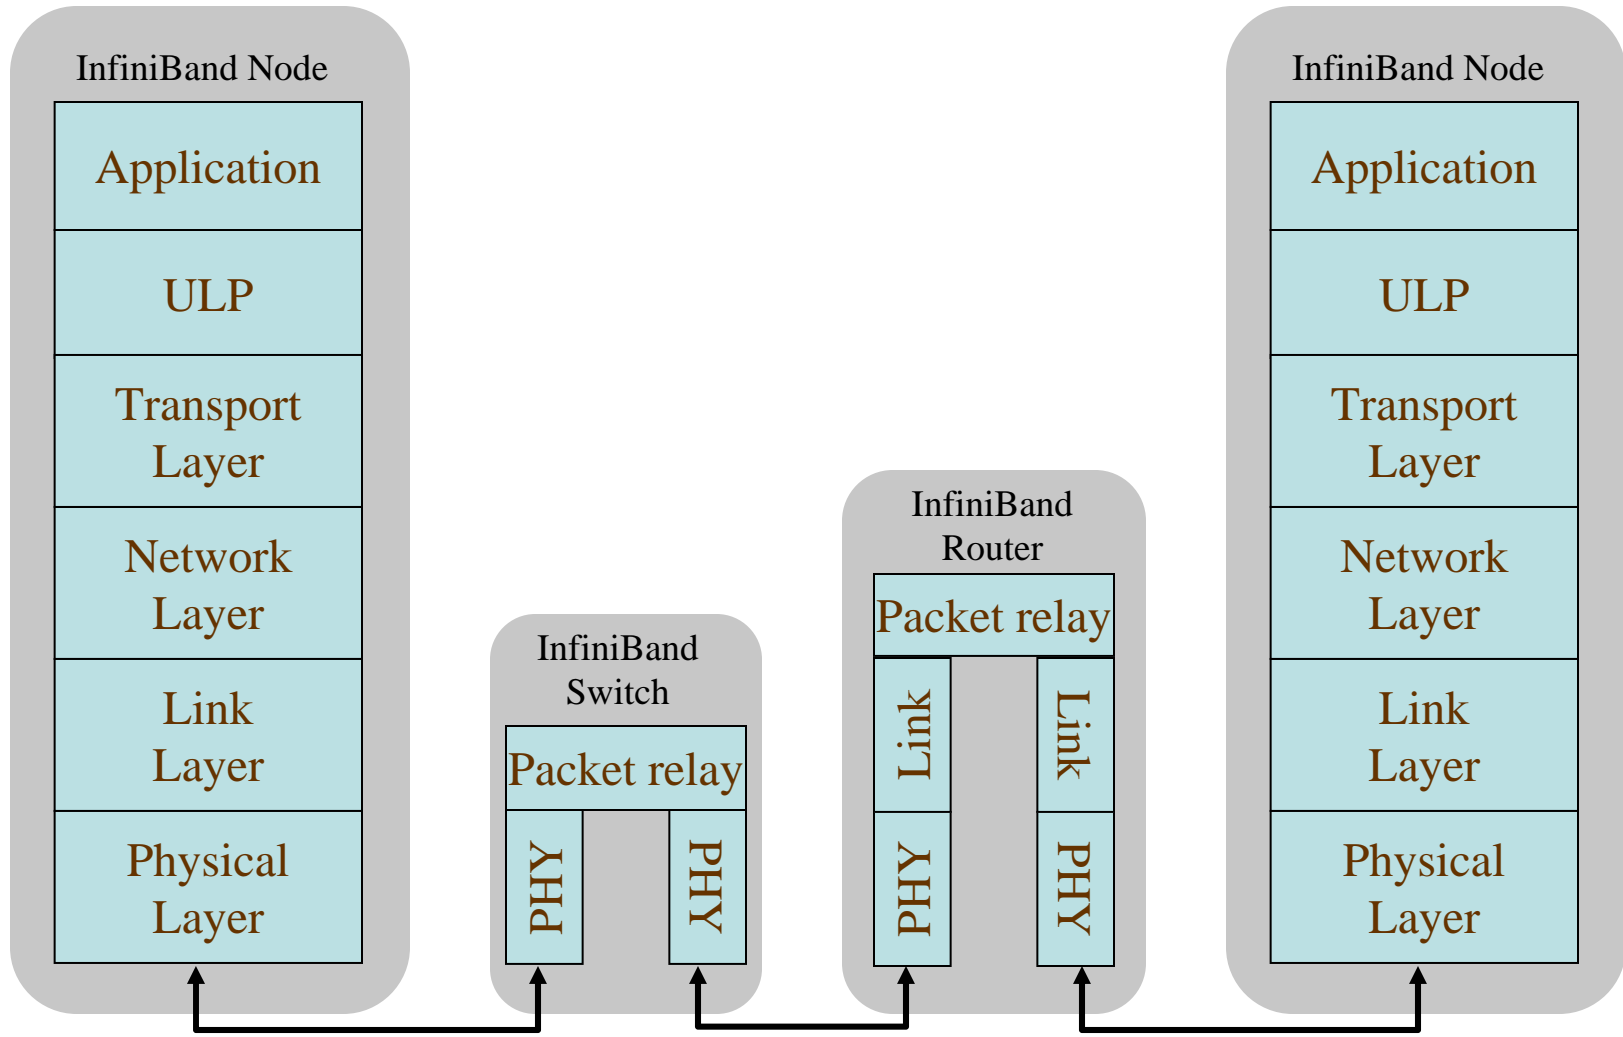 InfiniBand Node
Application
ULP
Transport
Layer
Network
Layer
Link
Layer
Physical
Layer
InfiniBand
Switch
Packet relay
PHY
PHY
InfiniBand
Router
Packet relay
Link
Link
PHY
PHY
InfiniBand Node
Application
ULP
Transport
Layer
Network
Layer
Link
Layer
Physical
Layer